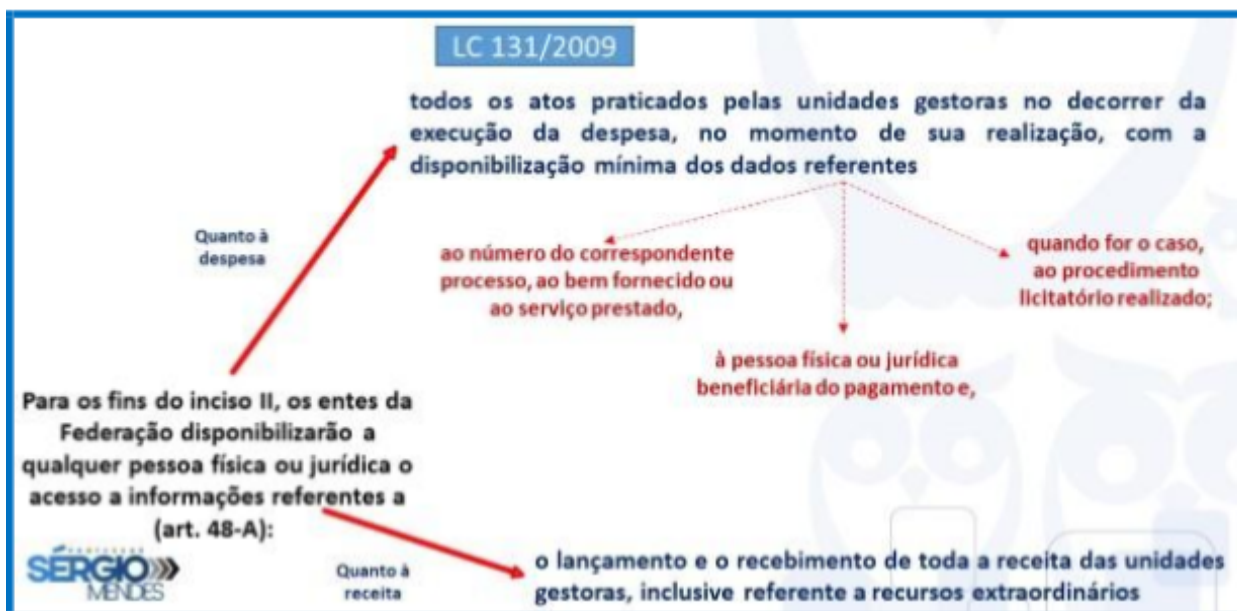 LC 131/2009
todos os atos praticados pelas unidades gestoras no decorrer da
execução da despesa, no momento de sua realização, com a
disponibilização mínima dos dados referentes
Quanto à
despesa
ao número do correspondente
processo, ao bem fornecido ou
ao serviço prestado,
à pessoa física ou jurídica
beneficiária do pagamento e,
quando for o caso,
ao procedimento
licitatório realizado;
Para os fins do inciso II, os entes da
Federação disponibilizarão a
qualquer pessoa física ou jurídica o
acesso a informações referentes a
(art. 48-A):
Quanto à
receita
o lançamento e o recebimento de toda a receita das unidades
gestoras, inclusive referente a recursos extraordinários
PROFESSOR
SÉRGIO
MENDES